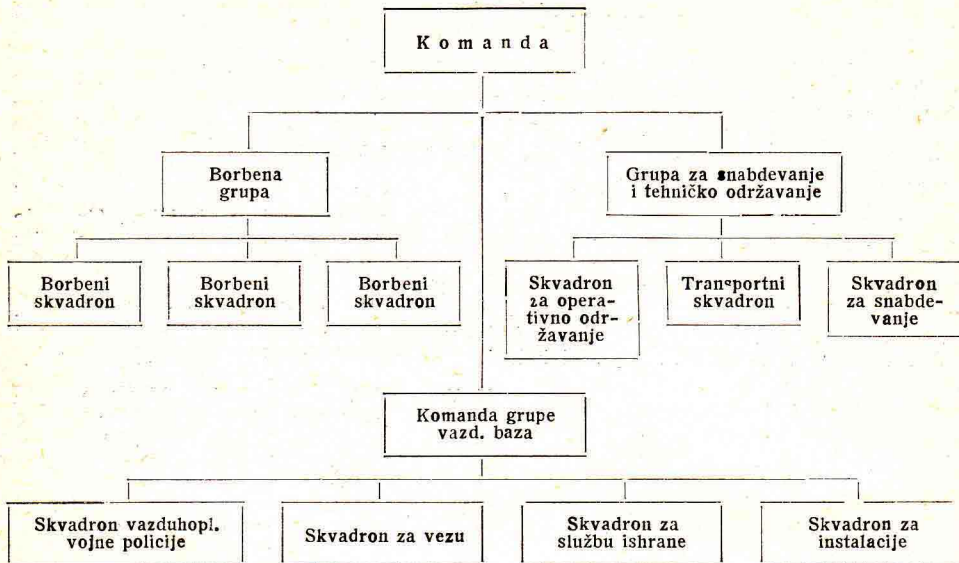 Komanda
Borbena
grupa
Grupa za snabdevanje
i tehničko održavanje
Borbeni
skvadron
Borbeni
skvadron
Borbeni
skvadron
Skvadron
za opera-
tivno odr-
žavanje
Transportni
skvadron
Skvadron
za snabde-
vanje
Komanda grupe
vazd. baza
Skvadron vazduhopl.
vojne policije
Skvadron za vezu
Skvadron za
službu ishrane
Skvadron za
instalacije